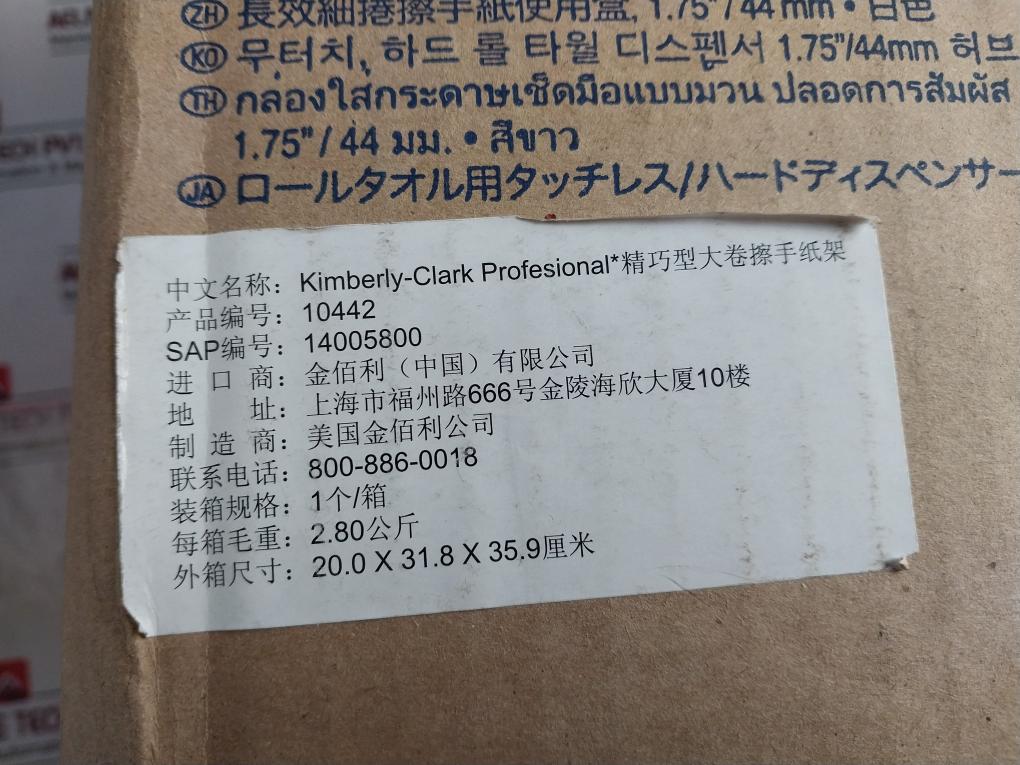 ZH 長效細捲擦手紙使用盒, 1.75"/44mm • 白色
KO 무터치, 하드 롤 타월 디스펜서 1.75"/44mm 허브
TH กล่องใส่กระดาษเช็ดมือแบบม้วน ปลอดการสัมผัส
1.75"/ 44 มม. • สีขาว
JA ロールタオル用タッチレス/ハードディスペンサー
中文名称：Kimberly-Clark Profesional*精巧型大卷擦手纸架
产品编号：10442
SAP编号：14005800
进 口 商：金佰利（中国）有限公司
地 址：上海市福州路666号金陵海欣大厦10楼
制 造 商：美国金佰利公司
联系电话：800-886-0018
装箱规格：1个/箱
每箱毛重：2.80公斤
外箱尺寸：20.0 X 31.8 X 35.9厘米